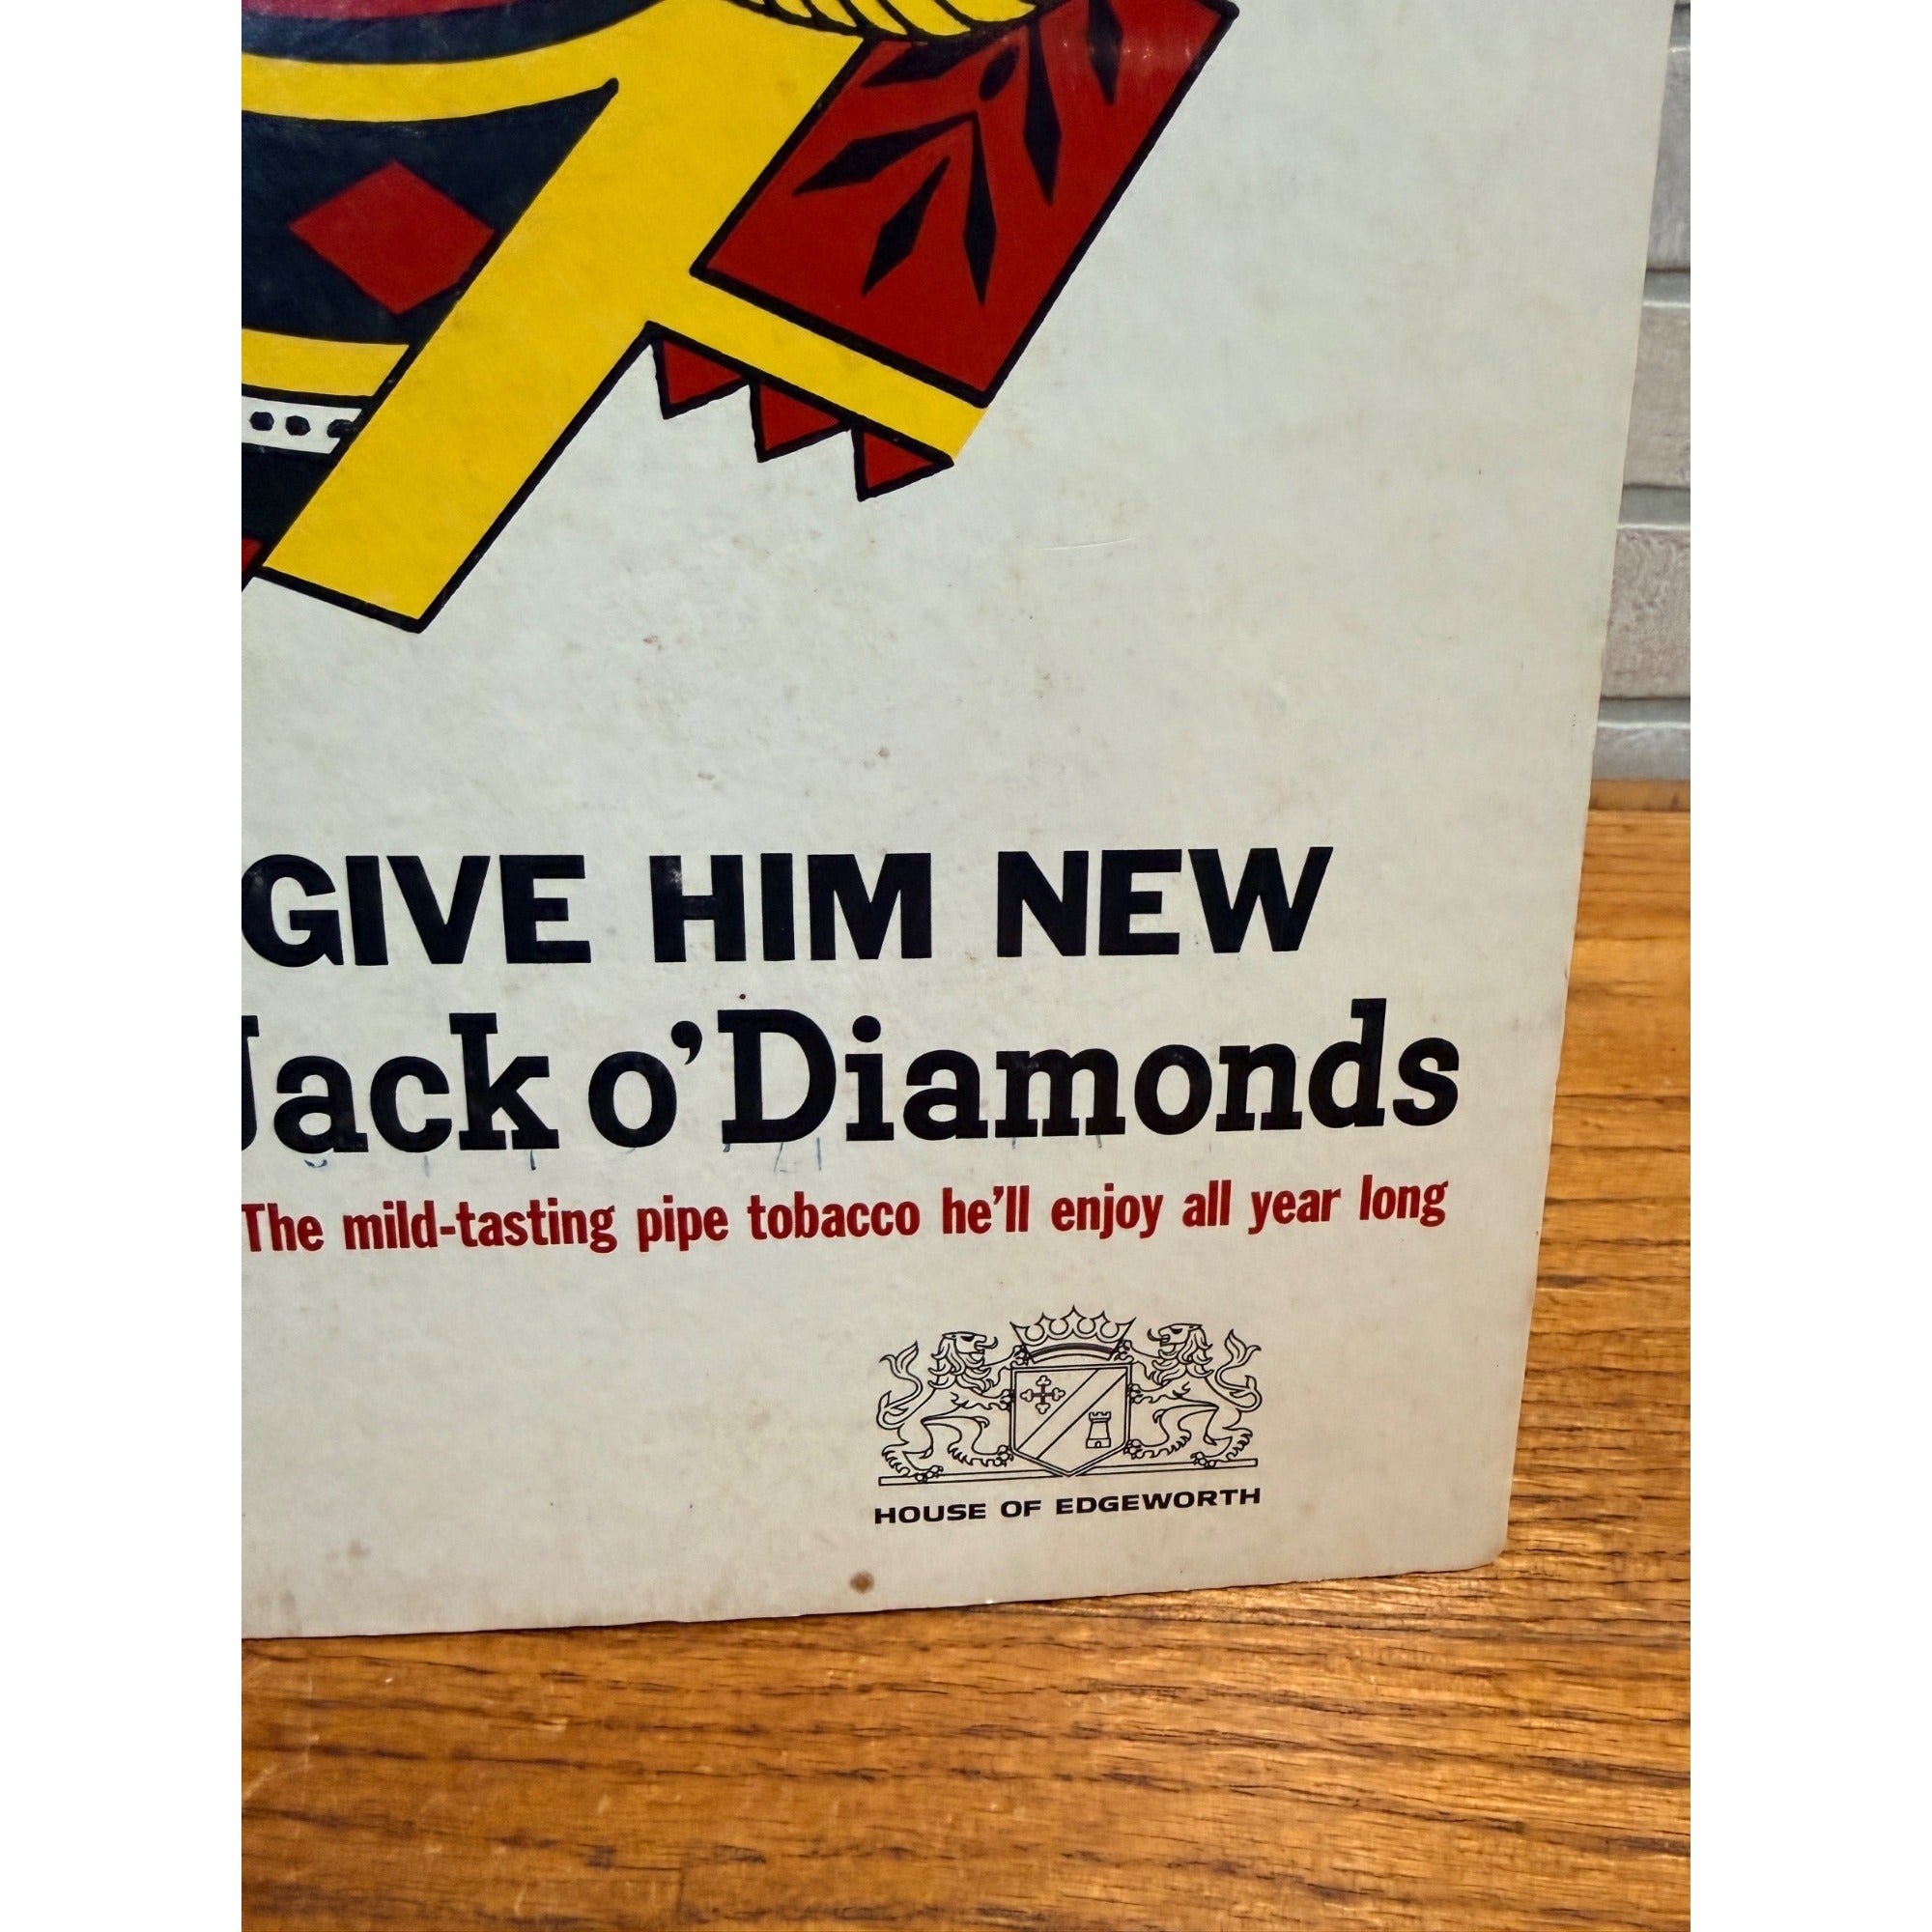 GIVE HIM NEW
Jack o' Diamonds
The mild-tasting pipe tobacco he'll enjoy all year long
HOUSE OF EDGEWORTH